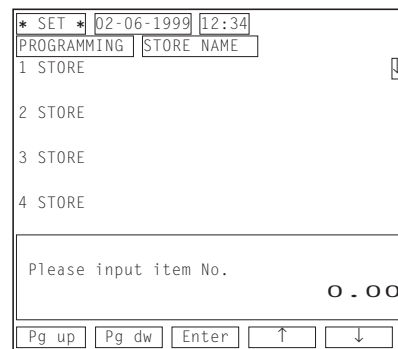 * SET * 02-06-1999 12:34
PROGRAMMING STORE NAME
1 STORE ↓
2 STORE
3 STORE
4 STORE
Please input item No.
0.00
Pg up Pg dw Enter ↑ ↓